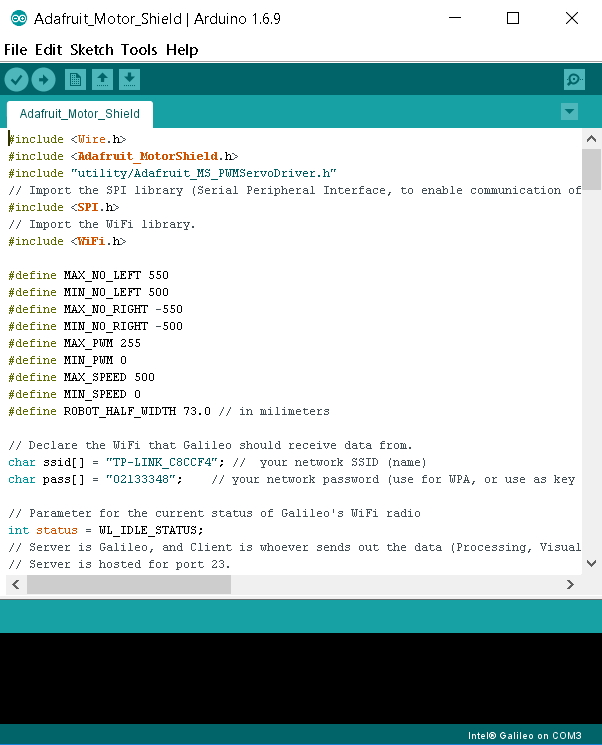 Adafruit_Motor_Shield | Arduino 1.6.9
File Edit Sketch Tools Help
Adafruit_Motor_Shield
#include <Wire.h>
#include <Adafruit_MotorShield.h>
#include "utility/Adafruit_MS_PWMServoDriver.h"
// Import the SPI library (Serial Peripheral Interface, to enable communication of
#include <SPI.h>
// Import the WiFi library.
#include <WiFi.h>
#define MAX_NO_LEFT 550
#define MIN_NO_LEFT 500
#define MAX_NO_RIGHT -550
#define MIN_NO_RIGHT -500
#define MAX_PWM 255
#define MIN_PWM 0
#define MAX_SPEED 500
#define MIN_SPEED 0
#define ROBOT_HALF_WIDTH 73.0 // in milimeters
// Declare the WiFi that Galileo should receive data from.
char ssid[] = "TP-LINK_C8CCF4"; //  your network SSID (name)
char pass[] = "02133348";    // your network password (use for WPA, or use as key
// Parameter for the current status of Galileo's WiFi radio
int status = WL_IDLE_STATUS;
// Server is Galileo, and Client is whoever sends out the data (Processing, Visual
// Server is hosted for port 23.
Intel® Galileo on COM3